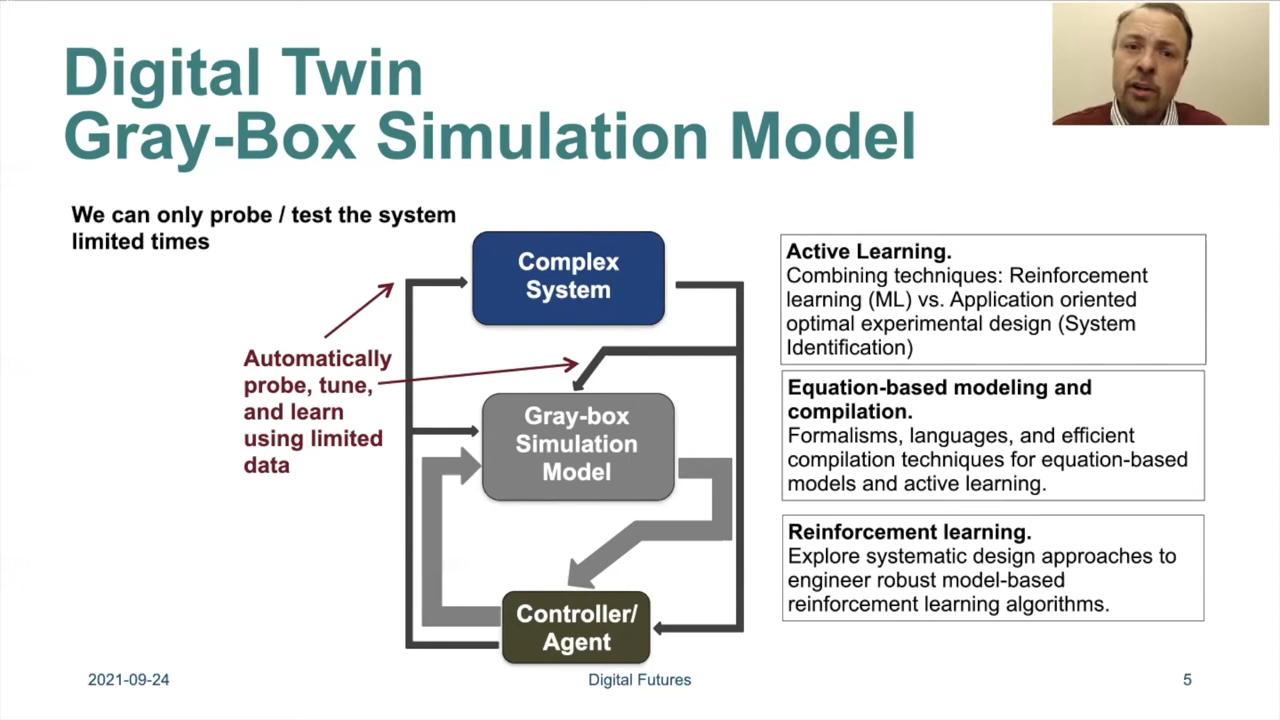 Digital Twin
Gray-Box Simulation Model
We can only probe / test the system
limited times
Complex
System
Automatically
probe, tune,
and learn
using limited
data
Gray-box
Simulation
Model
Controller/
Agent
Active Learning.
Combining techniques: Reinforcement
learning (ML) vs. Application oriented
optimal experimental design (System
Identification)
Equation-based modeling and
compilation.
Formalisms, languages, and efficient
compilation techniques for equation-based
models and active learning.
Reinforcement learning.
Explore systematic design approaches to
engineer robust model-based
reinforcement learning algorithms.
2021-09-24
Digital Futures
5